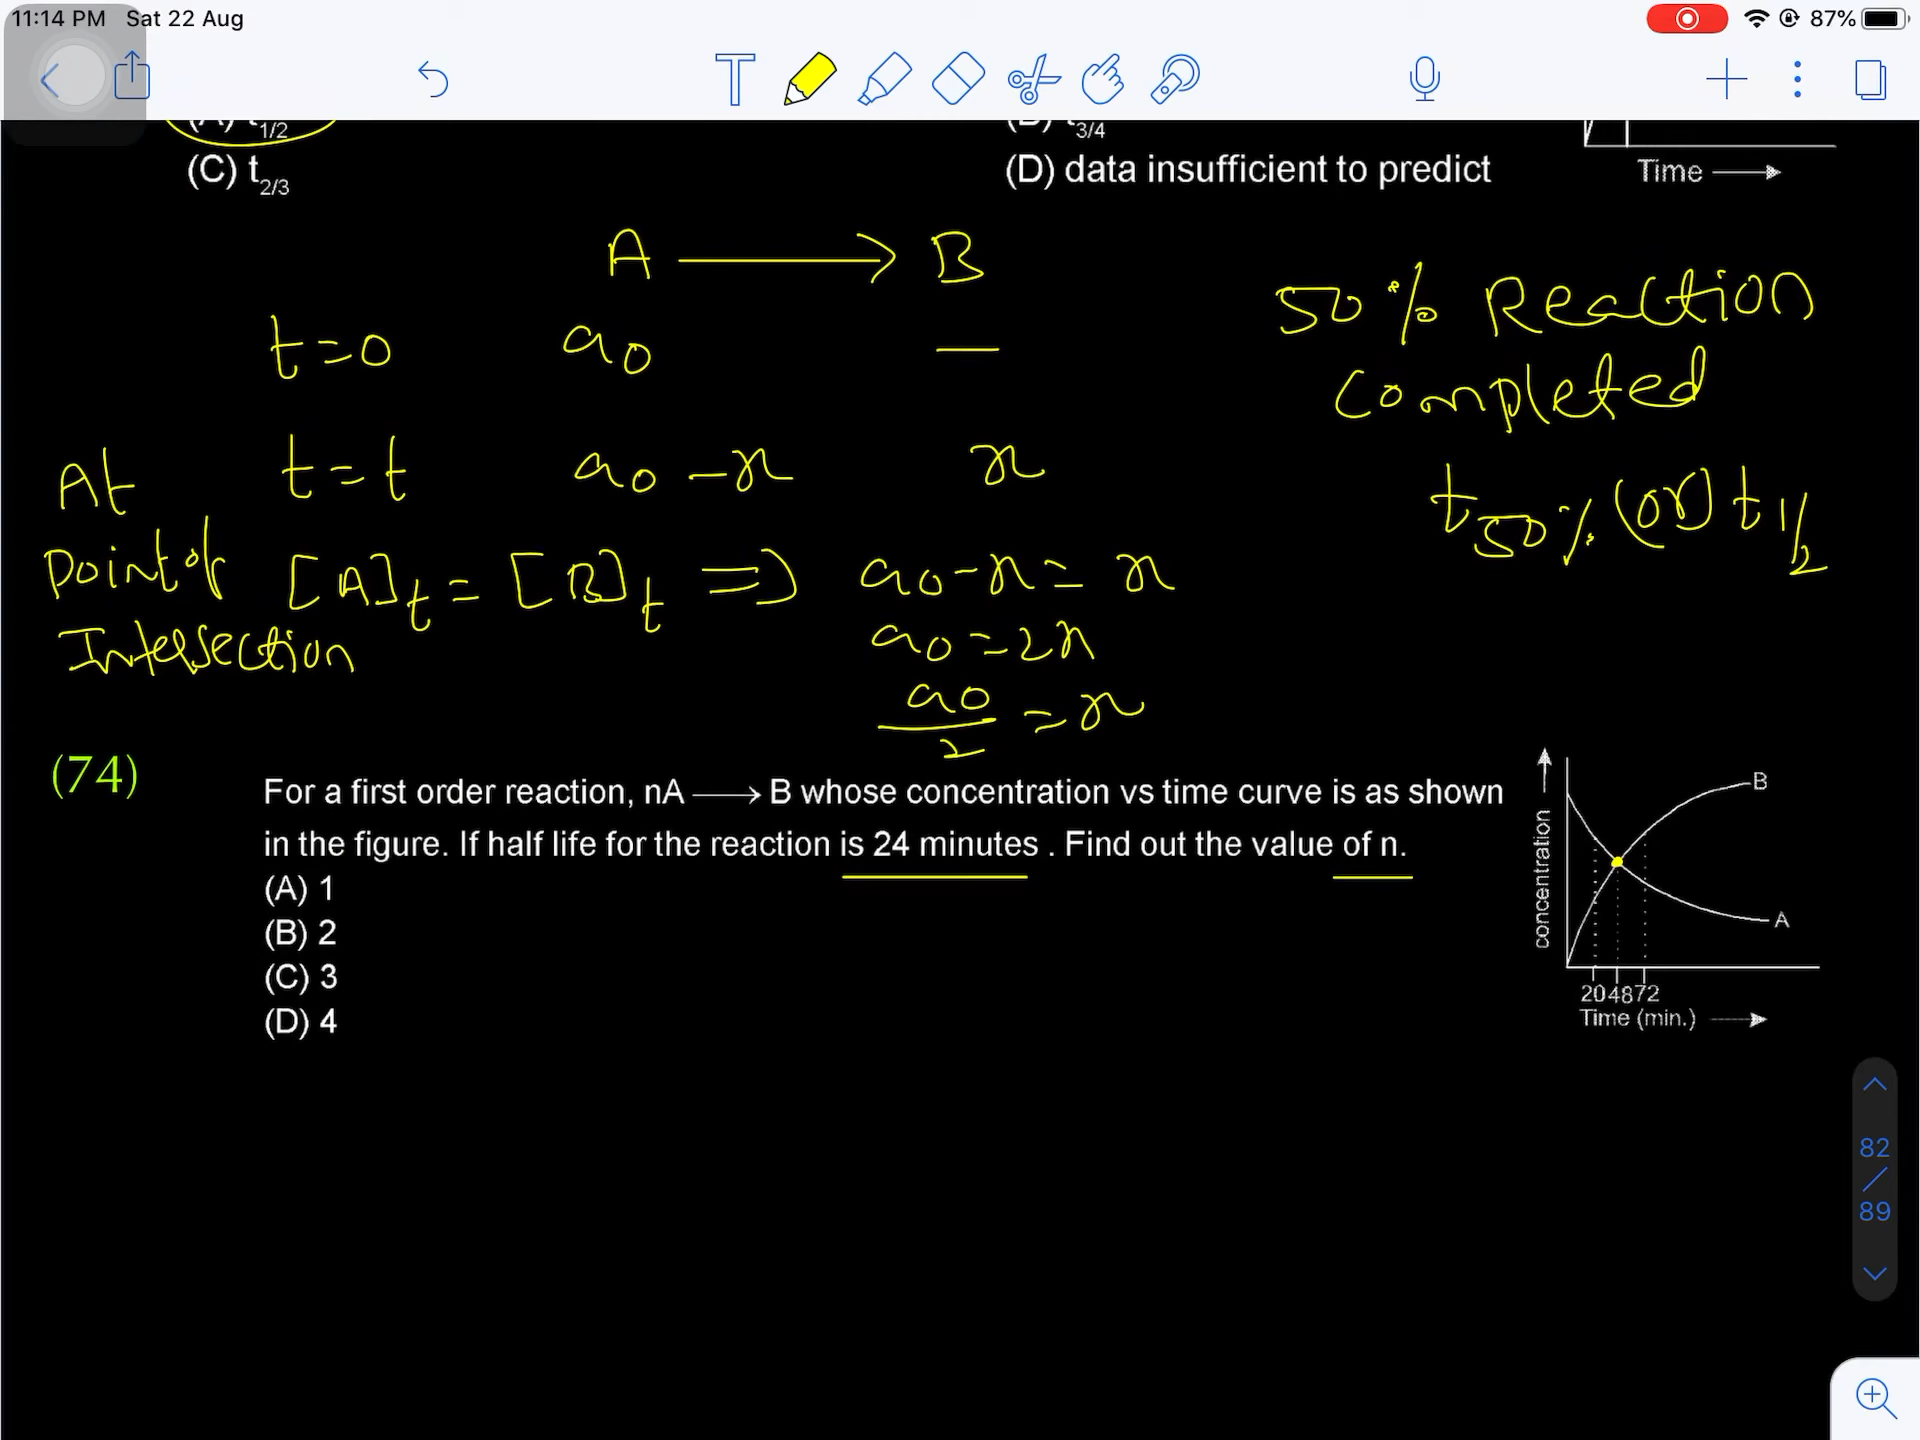 11:14 PM Sat 22 Aug
87%
(A) t1/2
3/4
(C) t2/3
(D) data insufficient to predict
Time
A ⟶ B
t=0 a0 —
50% Reaction
completed
At t=t a0-x x
t50% (or) t1/2
Point of [A]t = [B]t ⇒ a0-x = x
Intersection
a0=2x
a0/2 = x
(74)
For a first order reaction, nA ⟶ B whose concentration vs time curve is as shown
in the figure. If half life for the reaction is 24 minutes . Find out the value of n.
(A) 1
(B) 2
(C) 3
(D) 4
concentration
B
A
20 48 72
Time (min.)
82
/
89